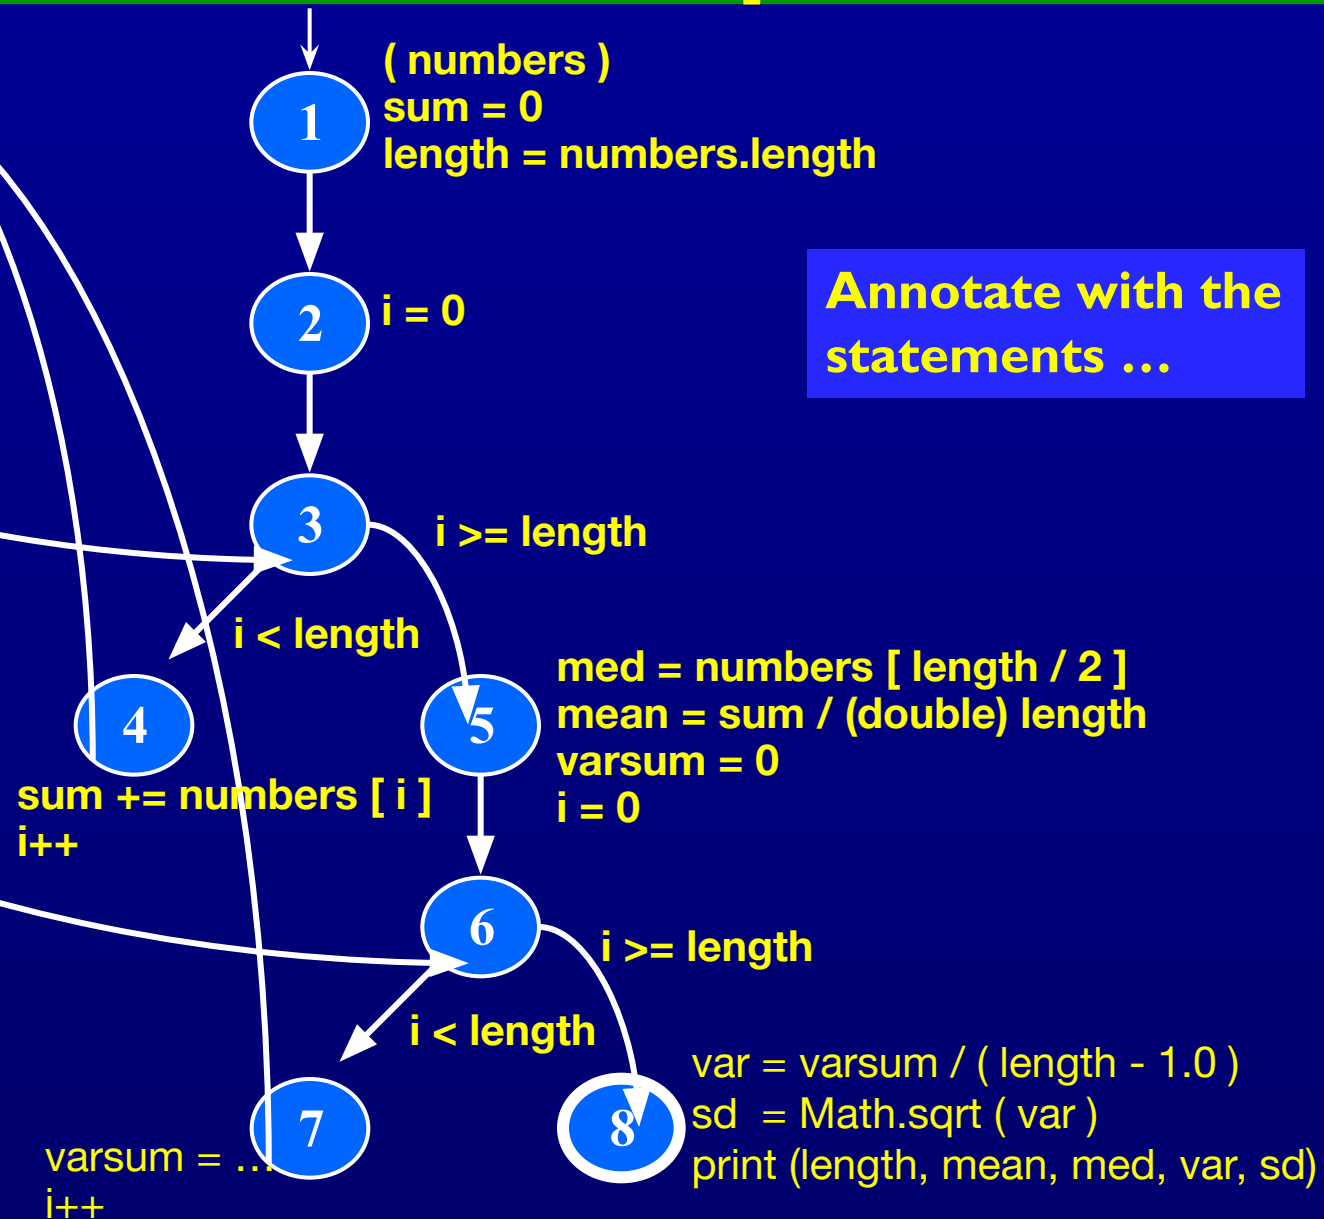 ( numbers )
sum = 0
length = numbers.length
1
2
i = 0
Annotate with the
statements …
3
i >= length
i < length
4
sum += numbers [ i ]
i++
5
med = numbers [ length / 2 ]
mean = sum / (double) length
varsum = 0
i = 0
6
i >= length
i < length
7
varsum = …
i++
8
var = varsum / ( length - 1.0 )
sd = Math.sqrt ( var )
print (length, mean, med, var, sd)